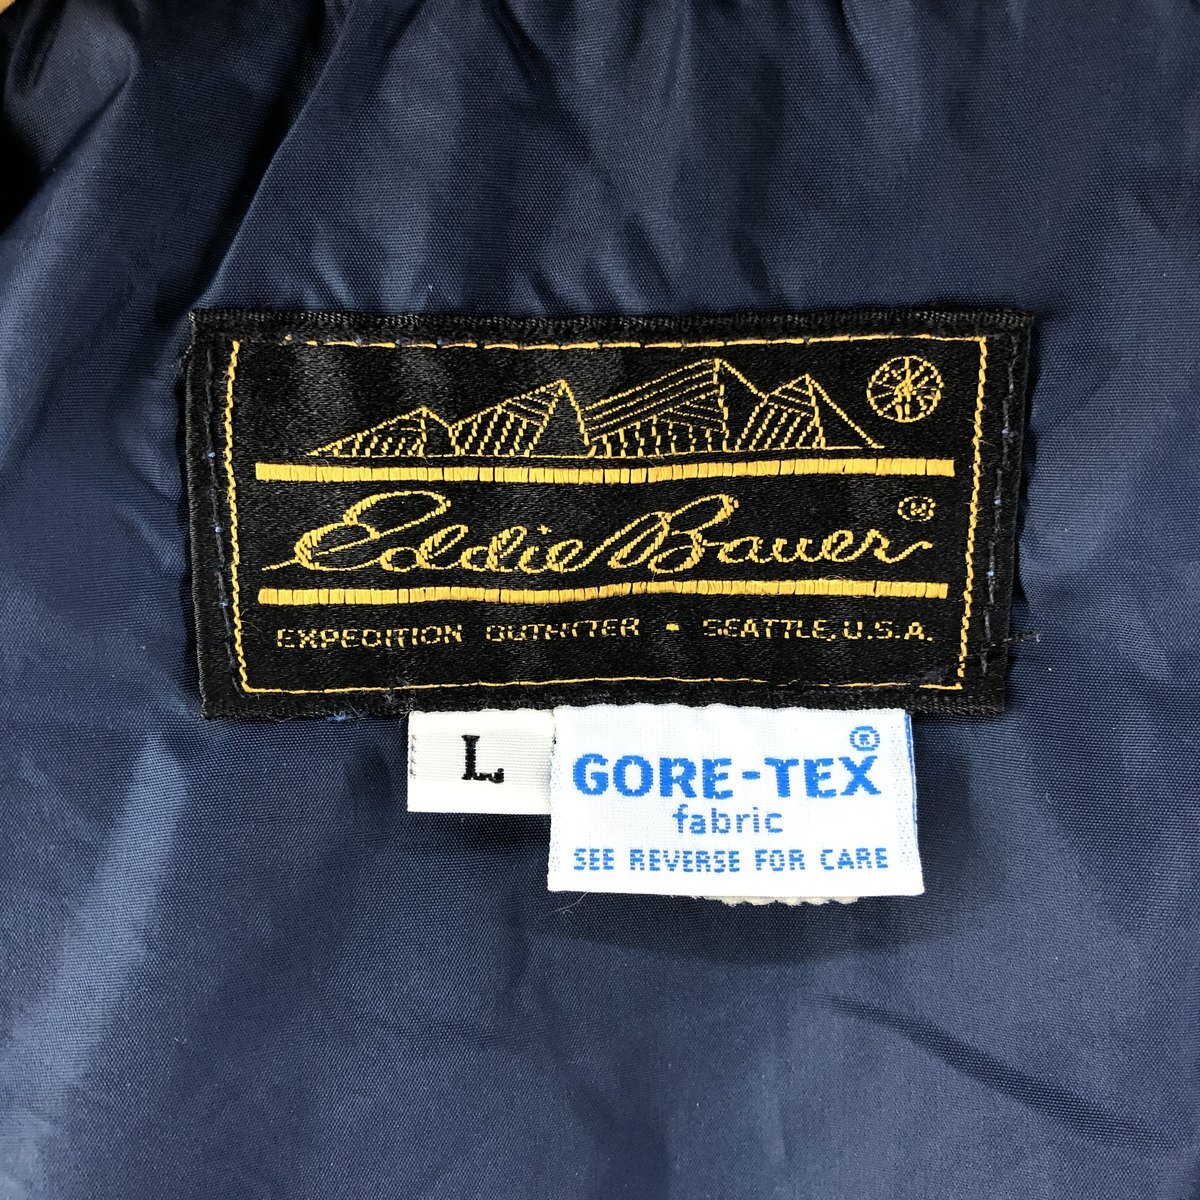 Eddie Bauer®
EXPEDITION OUTFITTER - SEATTLE, U.S.A.
L
GORE-TEX®
fabric
SEE REVERSE FOR CARE